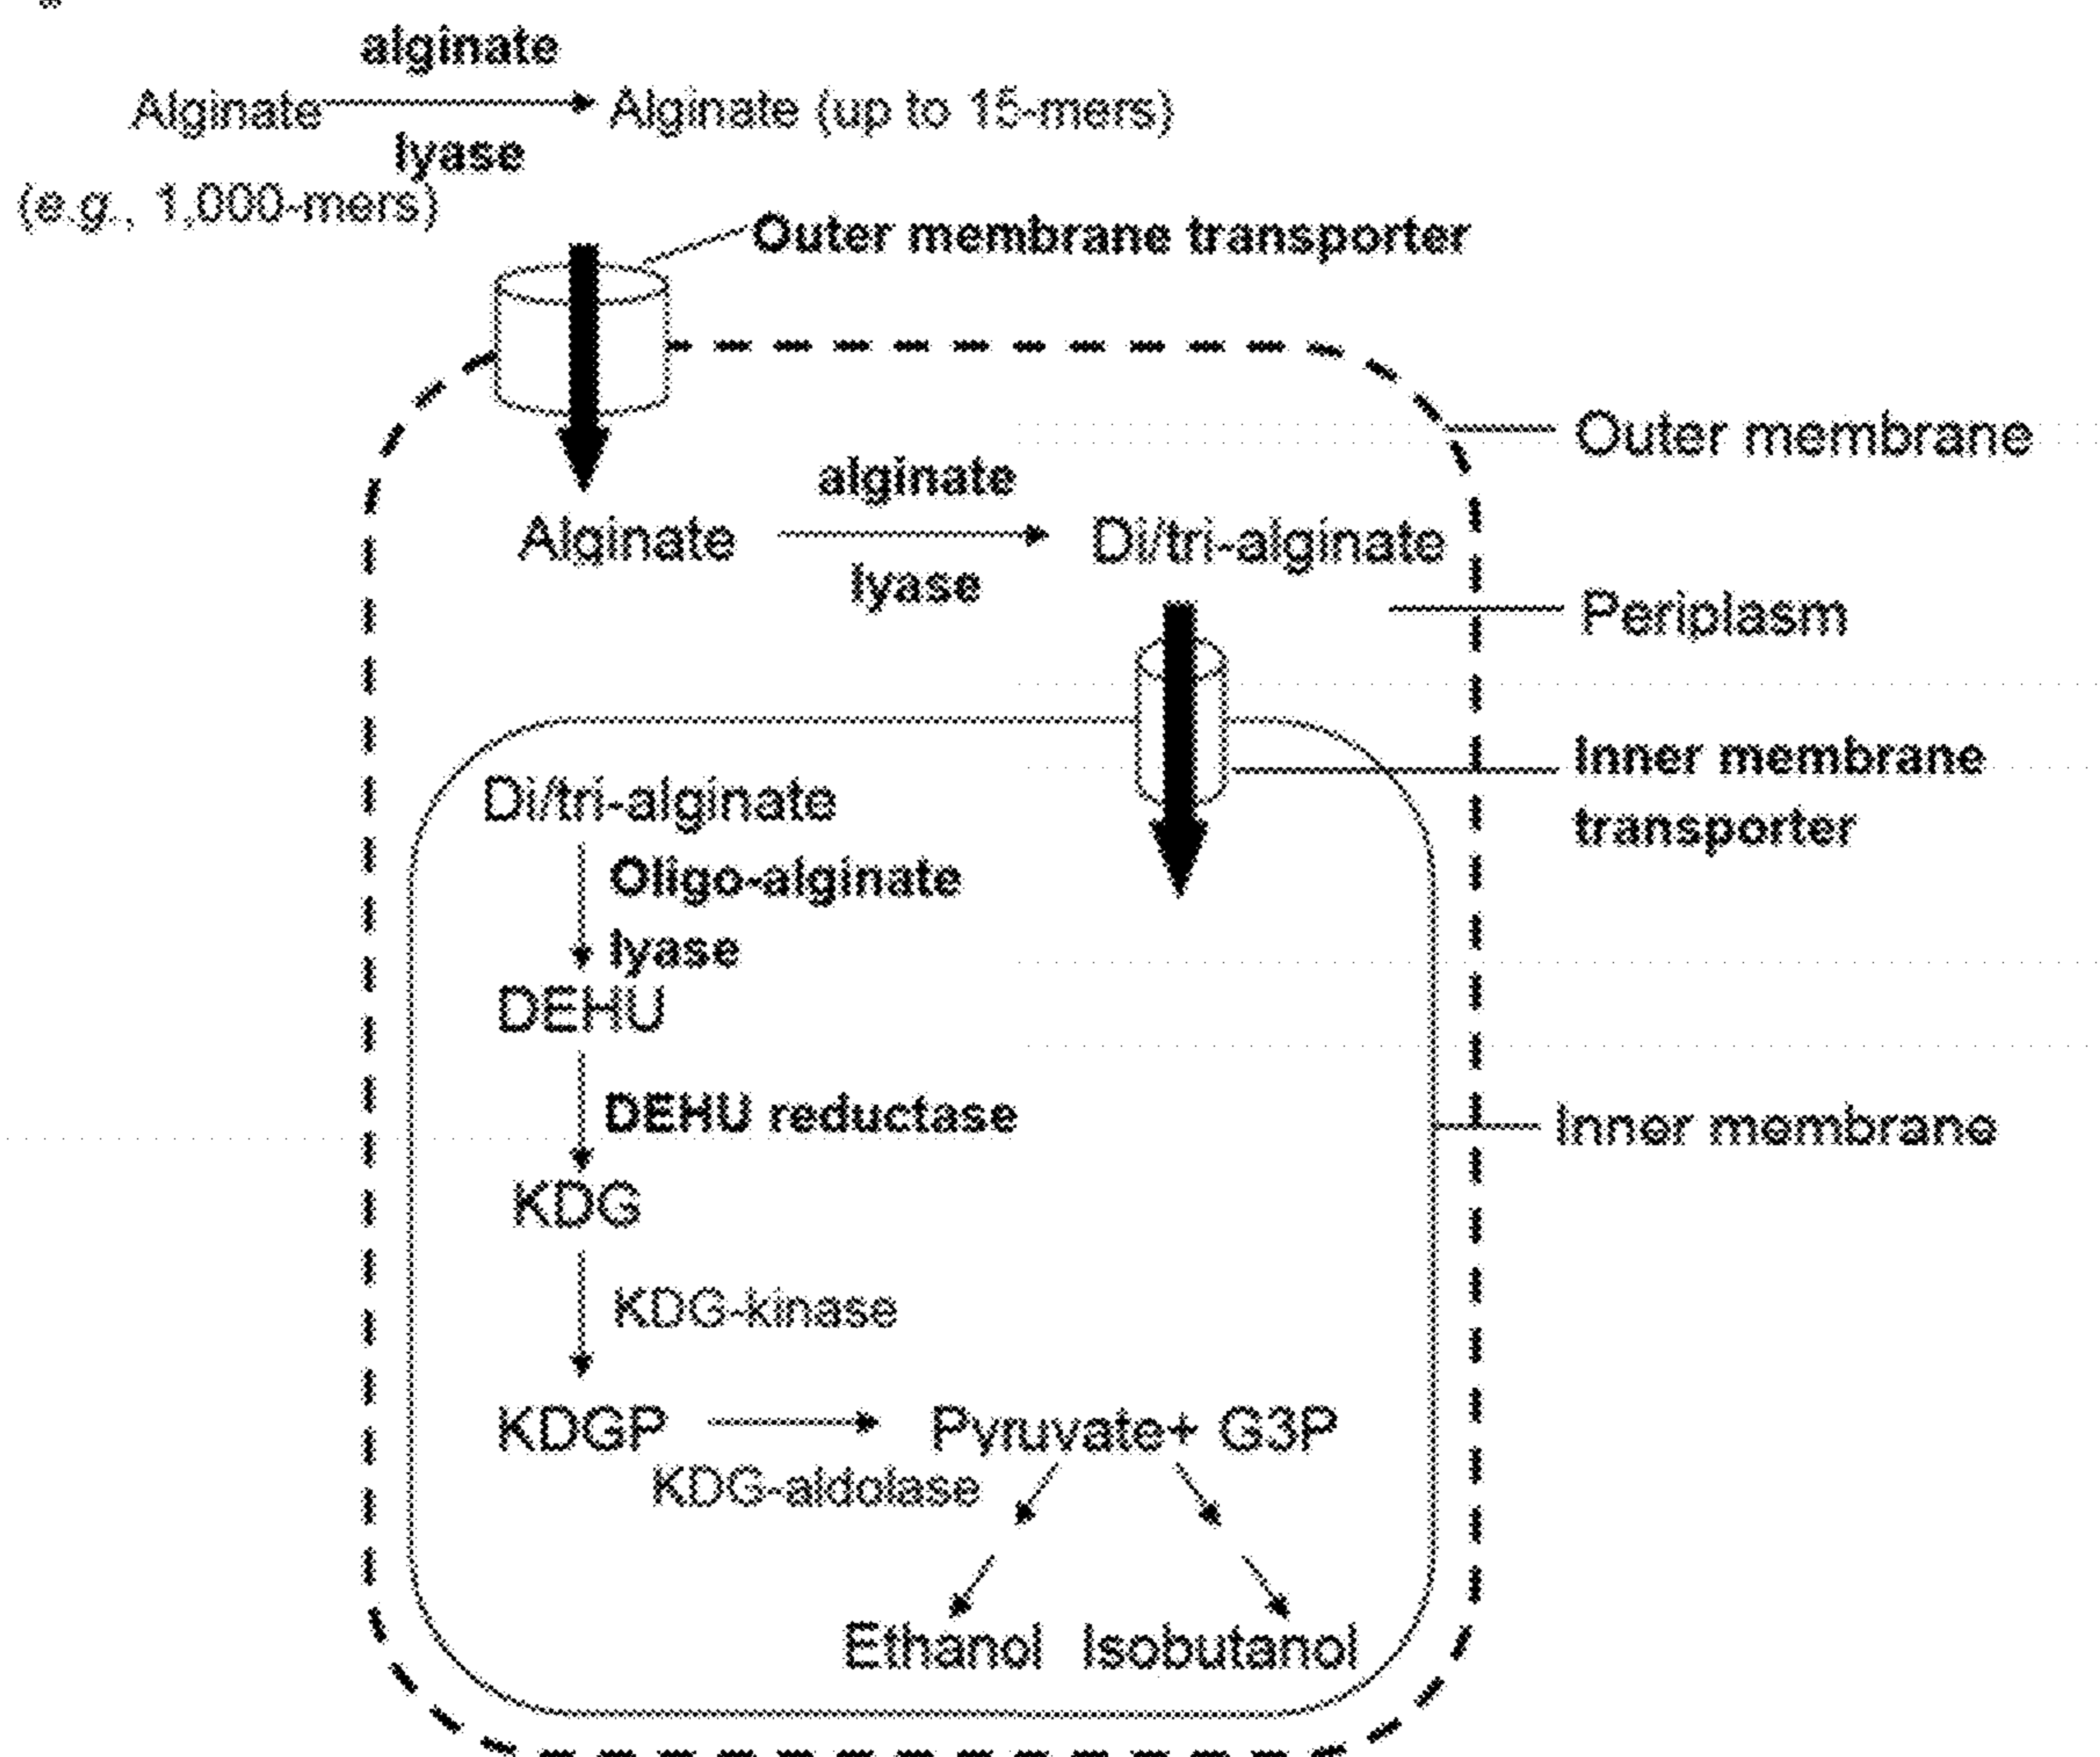 alginate
Alginate
Alginate (up to 15-mers)
lyase
(e.g., 1,000-mers)
Outer membrane transporter
Outer membrane
alginate
Alginate
Di/tri-alginate
lyase
Periplasm
Inner membrane
transporter
Di/tri-alginate
Oligo-alginate
lyase
DEHU
DEHU reductase
Inner membrane
KDG
KDG-kinase
KDGP
Pyruvate+ G3P
KDG-aldolase
Ethanol Isobutanol